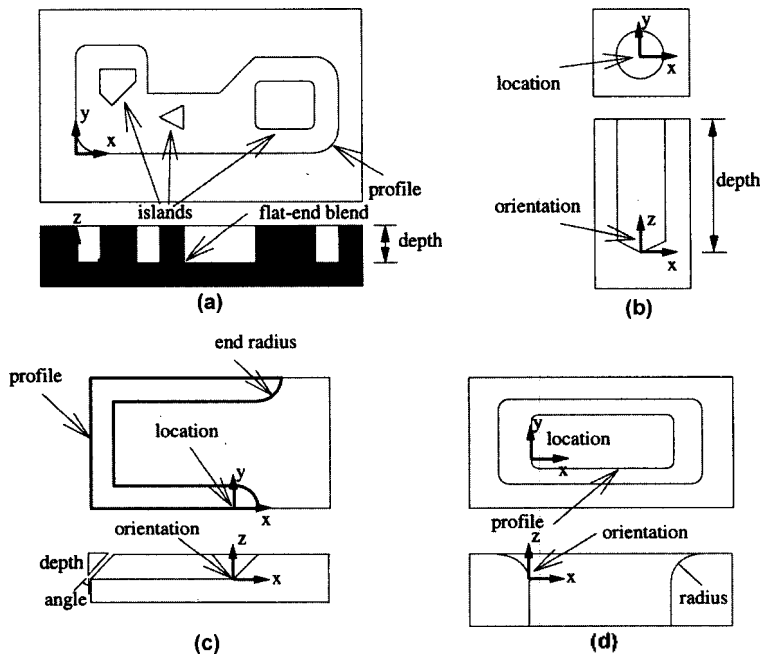 y
x
islands
profile
z
flat-end blend
depth
(a)
y
x
location
depth
orientation
z
x
(b)
end radius
profile
location
y
x
orientation
z
depth
x
angle
(c)
y
location
x
profile
orientation
z
x
radius
(d)